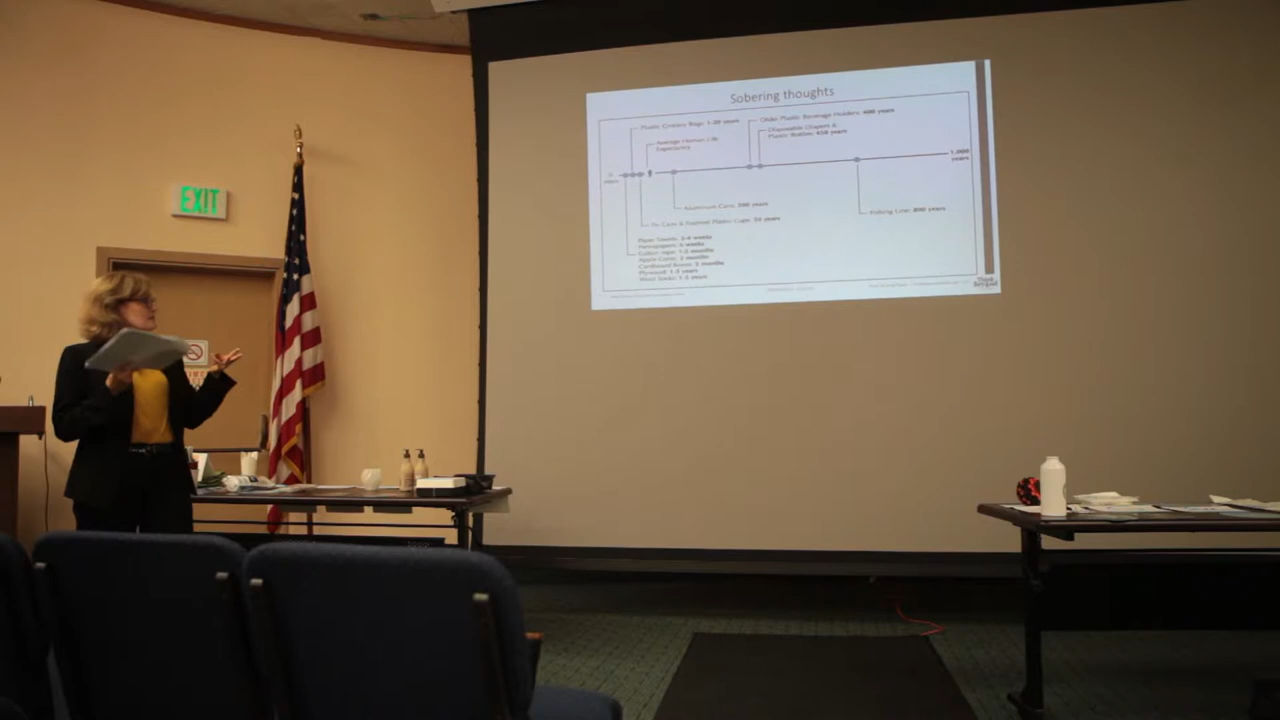 EXIT
Sobering thoughts
Plastic Grocery Bags: 1-20 years
Average Human Life
Expectancy
Older Plastic Beverage Holders: 400 years
Disposable Diapers &
Plastic Bottles: 450 years
0
years
1,000
years
Aluminum Cans: 200 years
Tin Cans & Foamed Plastic Cups: 50 years
Fishing Line: 600 years
Paper Towels: 2-4 weeks
Newspapers: 6 weeks
Cotton rope: 1-5 months
Apple Cores: 2 months
Cardboard Boxes: 2 months
Plywood: 1-3 years
Wool Socks: 1-5 years
Think
Beyond